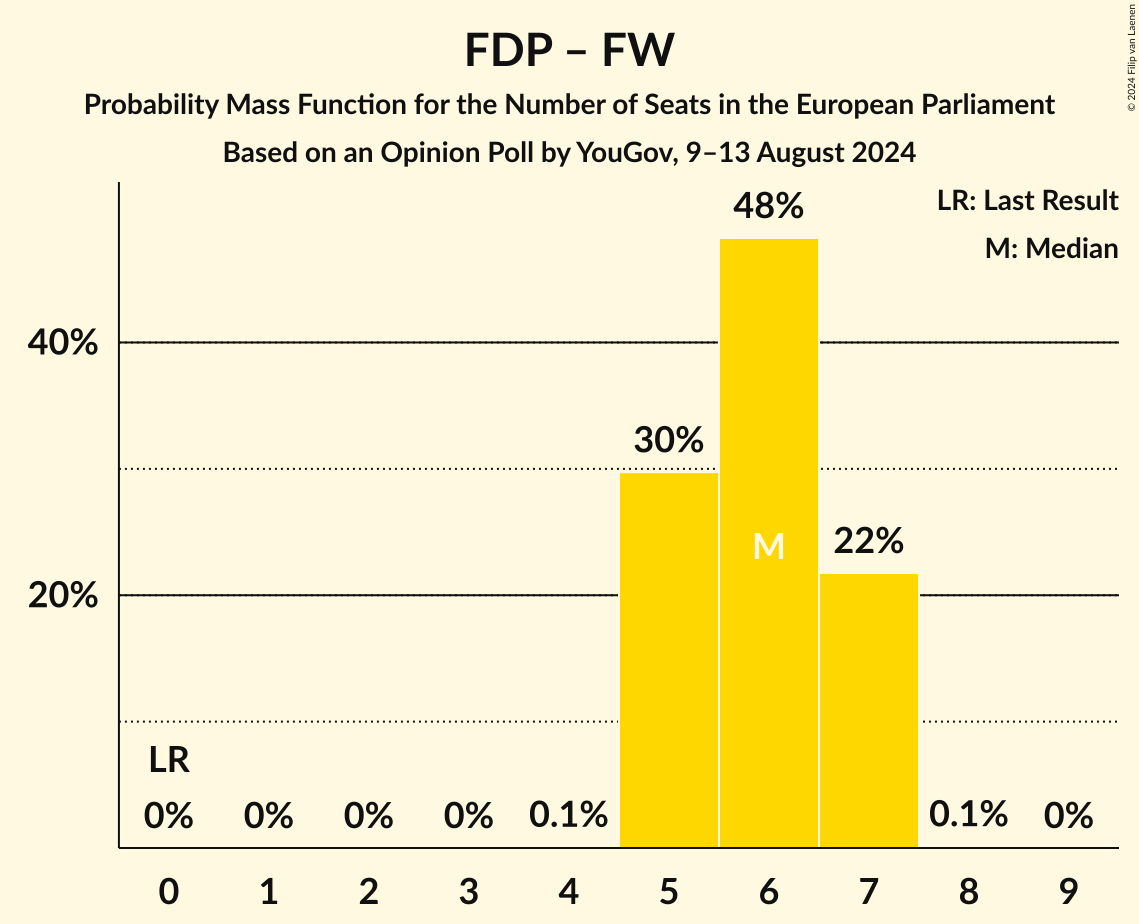 FDP – FW
Probability Mass Function for the Number of Seats in the European Parliament
Based on an Opinion Poll by YouGov, 9–13 August 2024
© 2024 Filip van Laenen
LR: Last Result
M: Median
48%
40%
30%
M
22%
20%
LR
0% 0% 0% 0% 0.1% 0.1% 0%
0 1 2 3 4 5 6 7 8 9